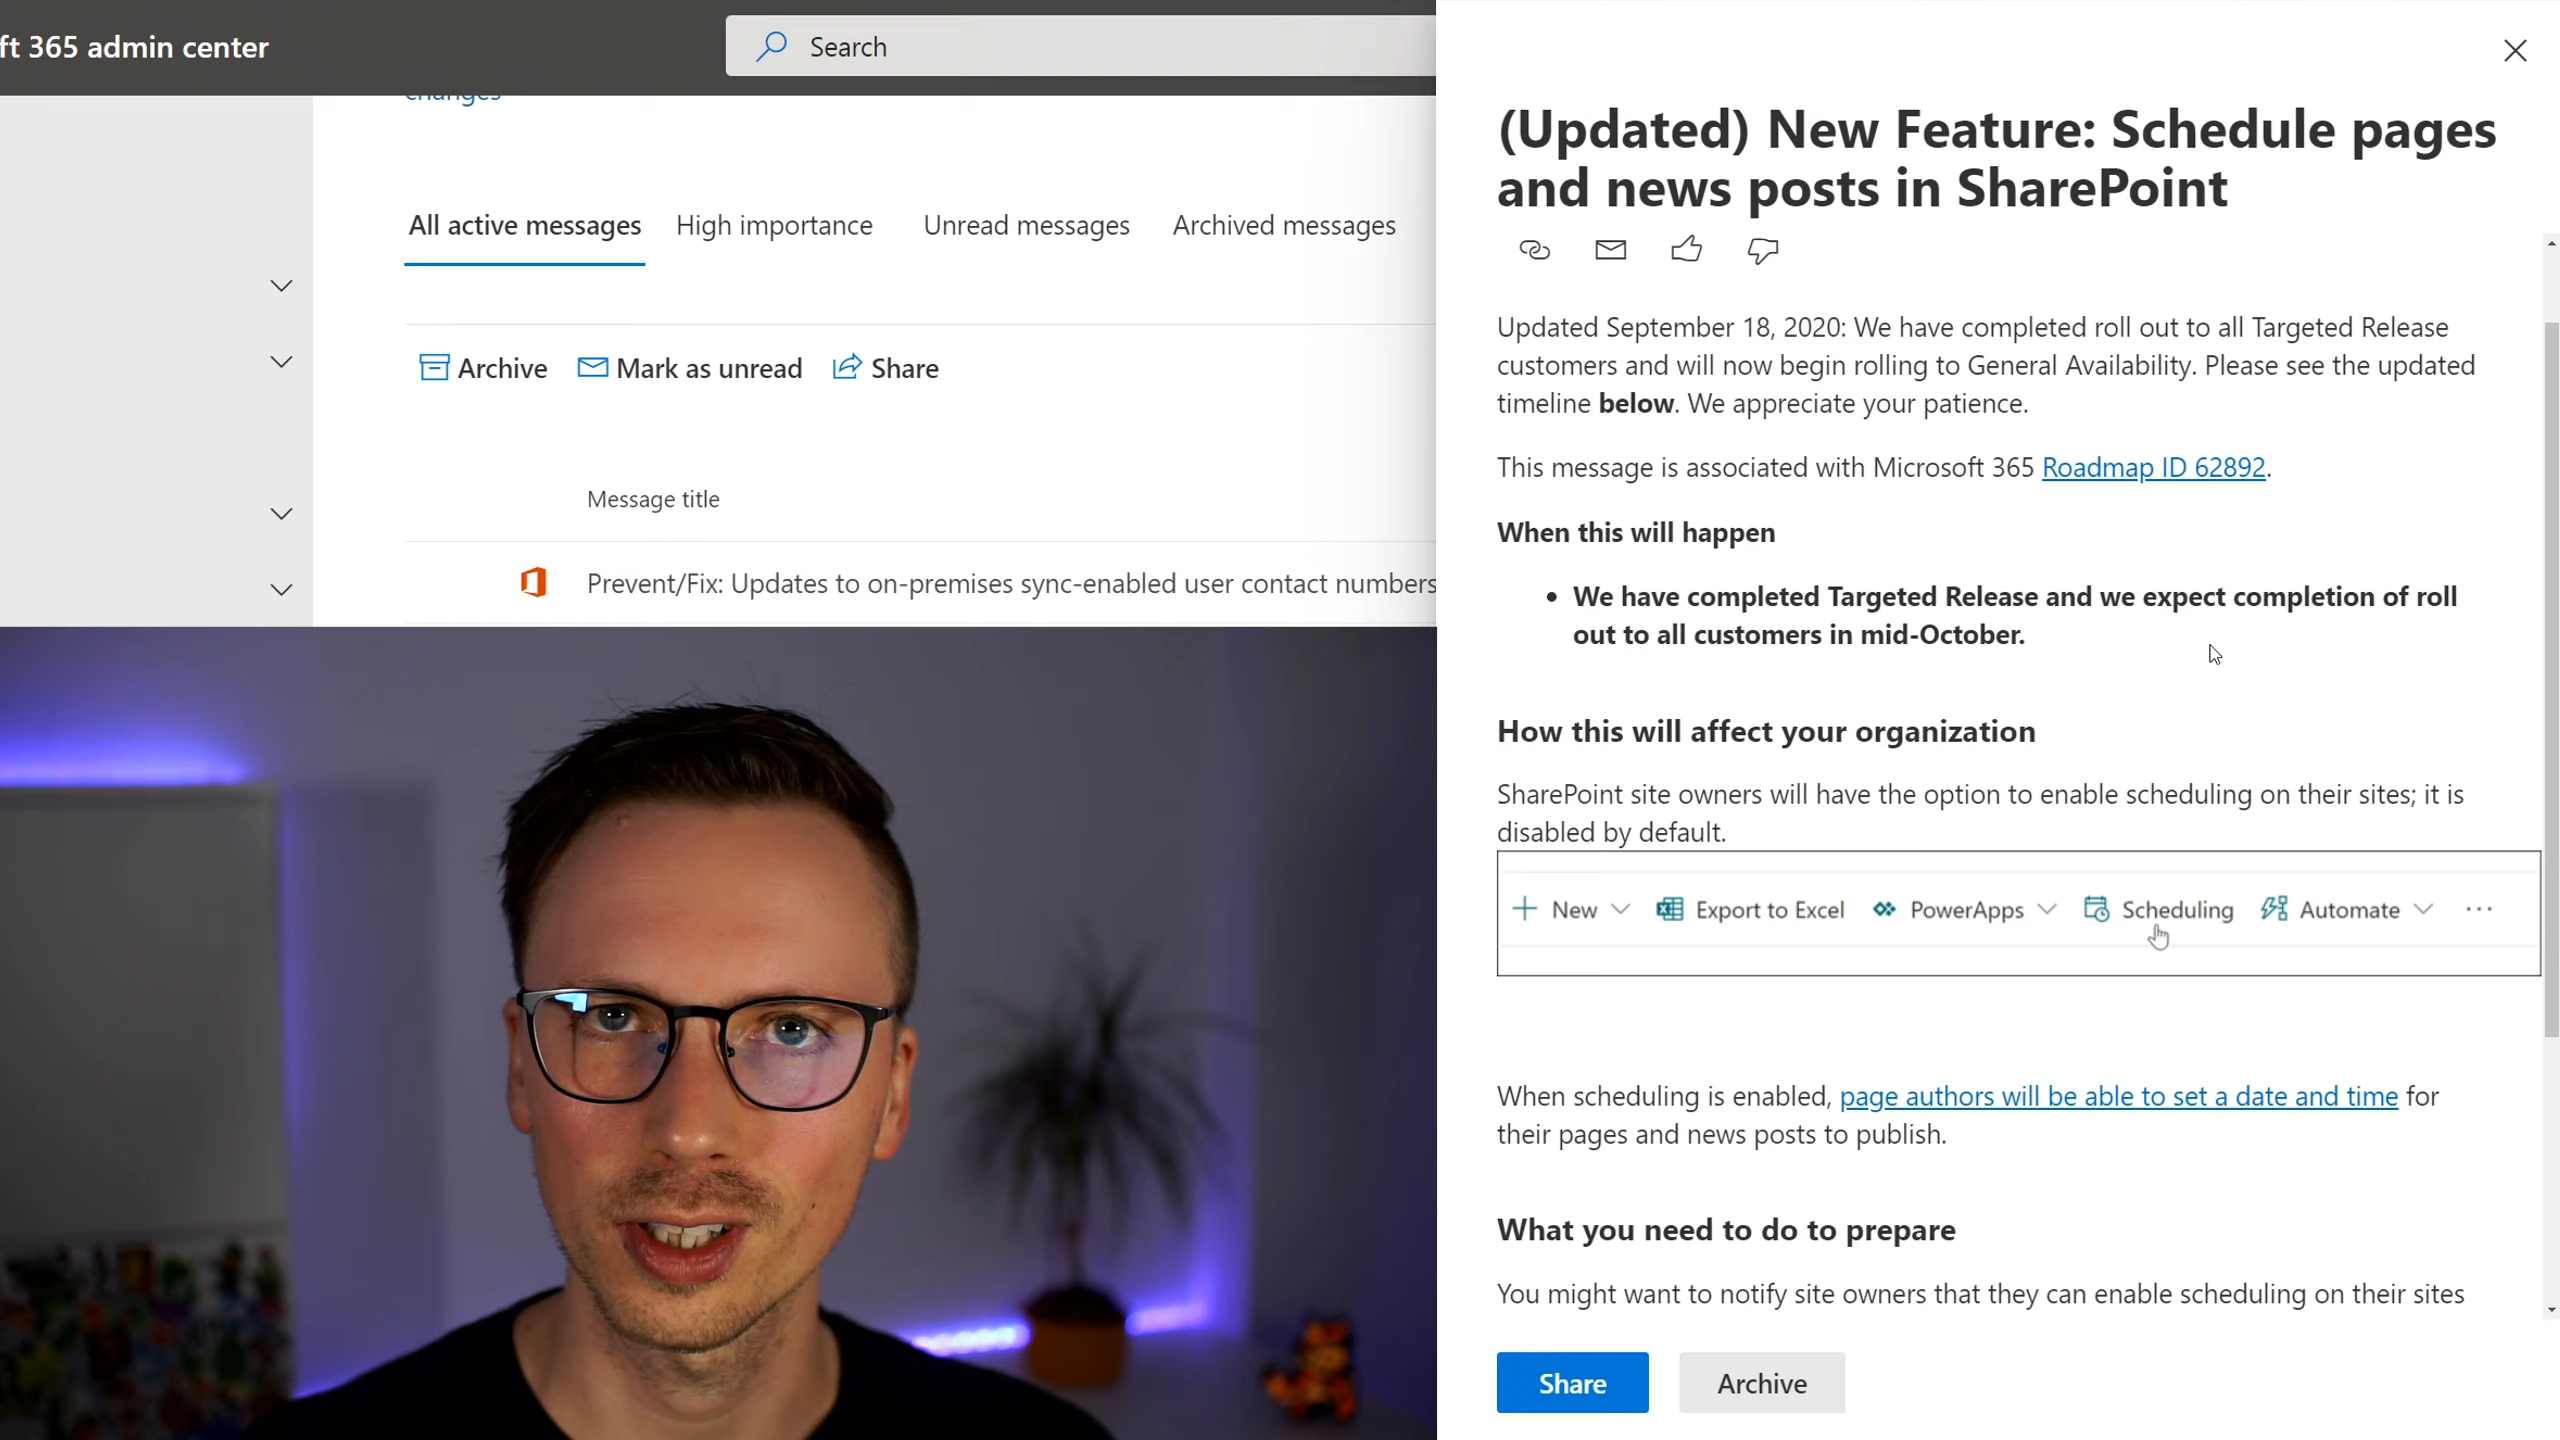 ft 365 admin center
Search
changes
All active messages
High importance
Unread messages
Archived messages
Archive
Mark as unread
Share
Message title
Prevent/Fix: Updates to on-premises sync-enabled user contact numbers
(Updated) New Feature: Schedule pages
and news posts in SharePoint
Updated September 18, 2020: We have completed roll out to all Targeted Release
customers and will now begin rolling to General Availability. Please see the updated
timeline below. We appreciate your patience.
This message is associated with Microsoft 365 Roadmap ID 62892.
When this will happen
• We have completed Targeted Release and we expect completion of roll
out to all customers in mid-October.
How this will affect your organization
SharePoint site owners will have the option to enable scheduling on their sites; it is
disabled by default.
New
Export to Excel
PowerApps
Scheduling
Automate
When scheduling is enabled, page authors will be able to set a date and time for
their pages and news posts to publish.
What you need to do to prepare
You might want to notify site owners that they can enable scheduling on their sites
Share
Archive